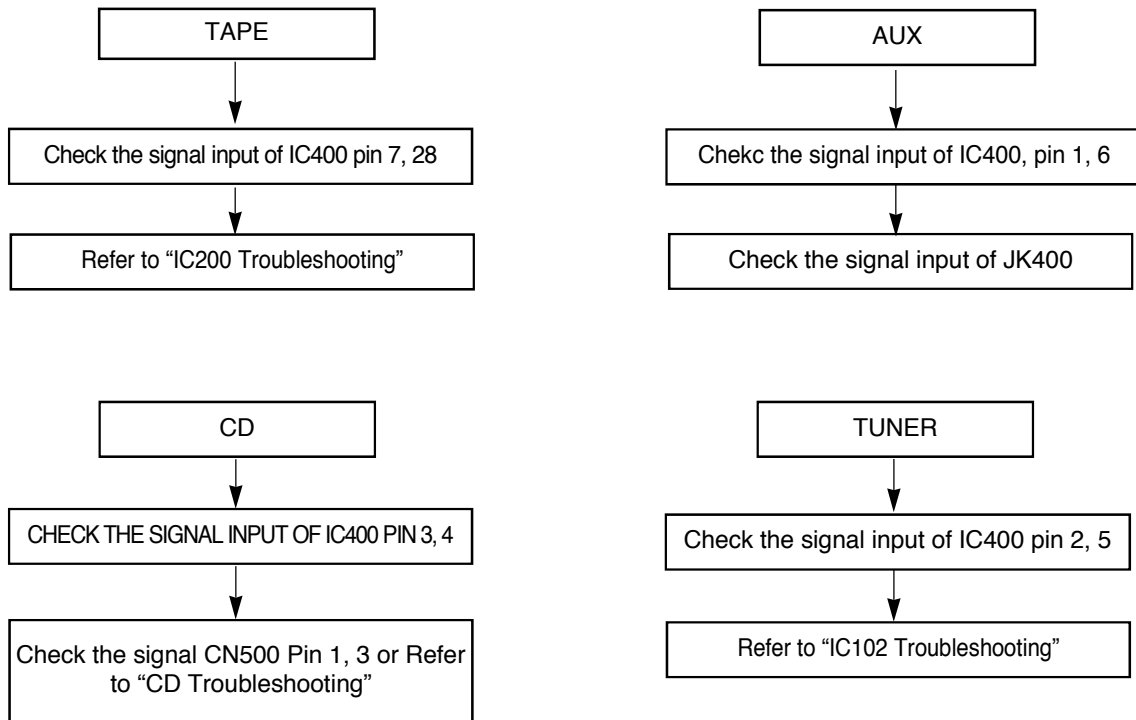 TAPE
Check the signal input of IC400 pin 7, 28
Refer to “IC200 Troubleshooting”
AUX
Chekc the signal input of IC400, pin 1, 6
Check the signal input of JK400
CD
CHECK THE SIGNAL INPUT OF IC400 PIN 3, 4
Check the signal CN500 Pin 1, 3 or Refer
to “CD Troubleshooting”
TUNER
Check the signal input of IC400 pin 2, 5
Refer to “IC102 Troubleshooting”